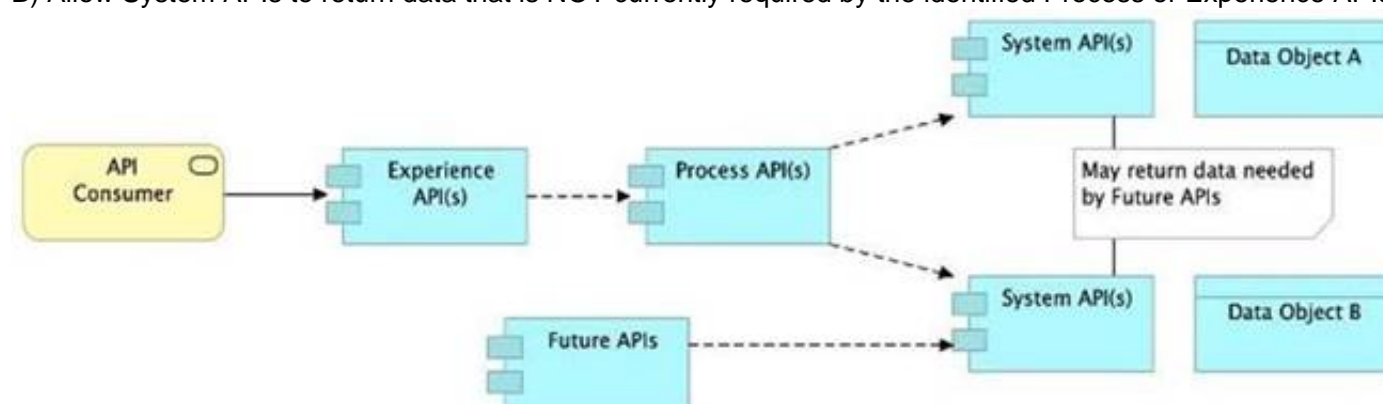 B) Allow System APIs to return data that is NOT currently required by the identified Process or Experience APIs
System API(s)
Data Object A
API
Consumer
Experience
API(s)
Process API(s)
May return data needed
by Future APIs
System API(s)
Data Object B
Future APIs